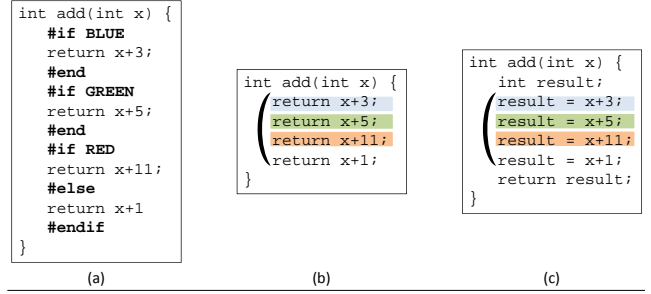 int add(int x) {
#if BLUE
return x+3;
#end
#if GREEN
return x+5;
#end
#if RED
return x+11;
#else
return x+1
#endif
}
(a)
int add(int x) {
return x+3;
return x+5;
return x+11;
return x+1;
}
(b)
int add(int x) {
int result;
result = x+3;
result = x+5;
result = x+11;
result = x+1;
return result;
}
(c)